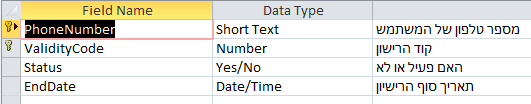 Field Name Data Type
PhoneNumber Short Text מספר טלפון של המשתמש
ValidityCode Number קוד הרישון
Status Yes/No האם פעיל או לא
EndDate Date/Time תאריך סוף הרישיון